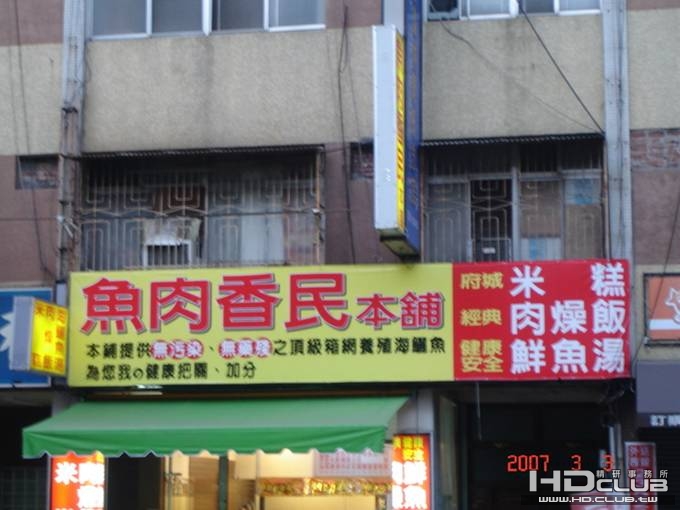 魚肉香民本舖
本鋪提供無污染、無藥殘之頂級箱網養殖海鱺魚
為您我の健康把關、加分
府城 米糕
經典 肉燥飯
健康安全 鮮魚湯
2007 3 3
HDCLUB
精研事務所
www.HDCLUB.tw